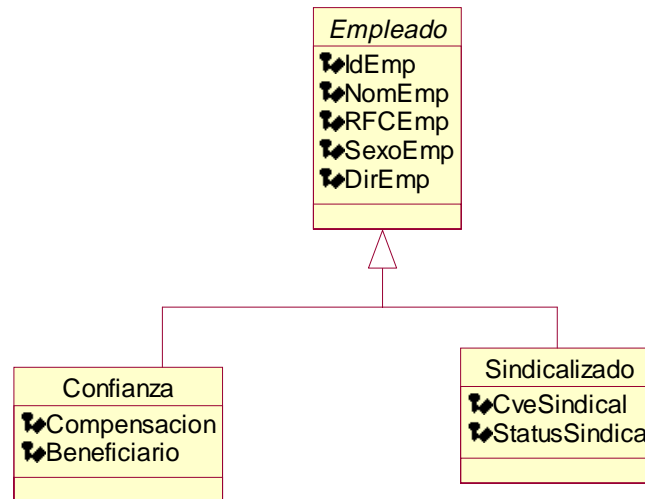 Empleado
IdEmp
NomEmp
RFCEmp
SexoEmp
DirEmp
Confianza
Compensacion
Beneficiario
Sindicalizado
CveSindical
StatusSindica